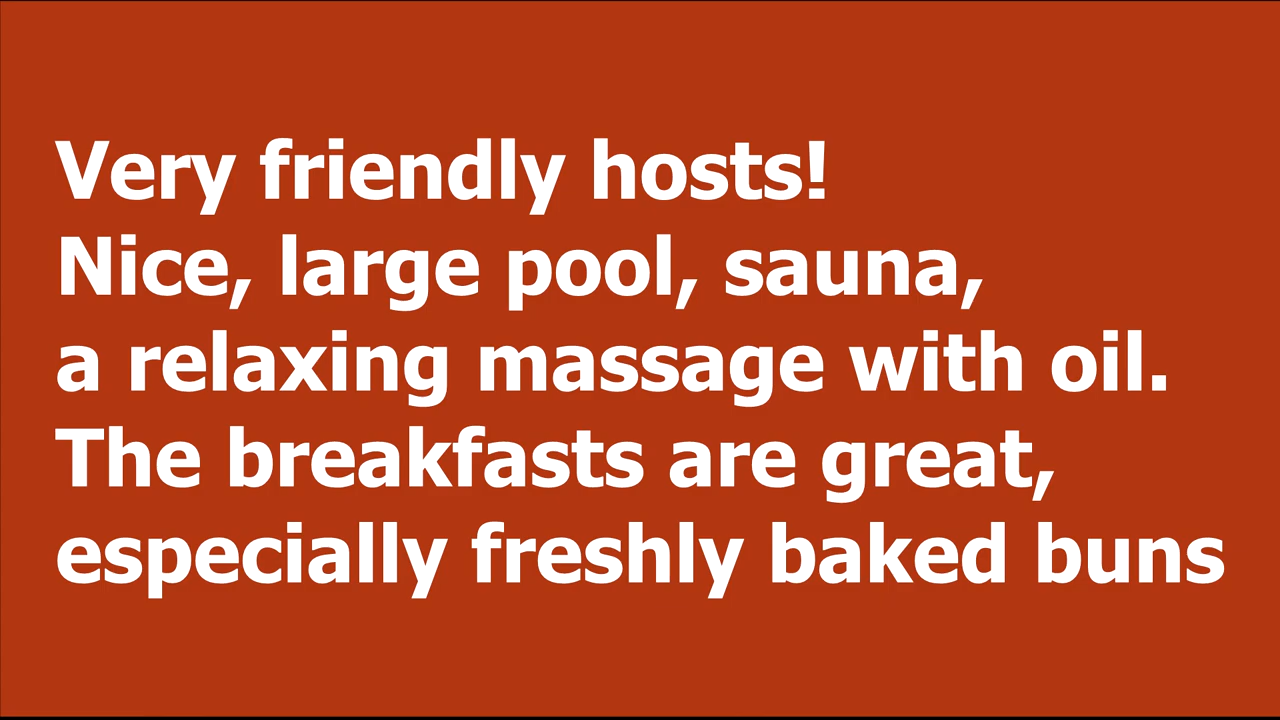 Very friendly hosts!
Nice, large pool, sauna,
a relaxing massage with oil.
The breakfasts are great,
especially freshly baked buns